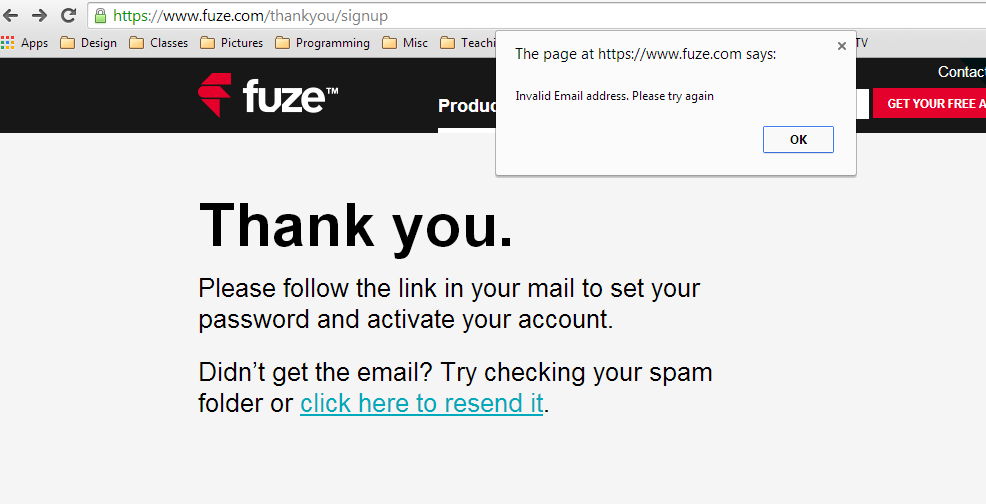 https://www.fuze.com/thankyou/signup
Apps Design Classes Pictures Programming Misc Teachi TV
The page at https://www.fuze.com says:
Invalid Email address. Please try again
OK
Contact
fuze™
Produc
GET YOUR FREE A
Thank you.
Please follow the link in your mail to set your
password and activate your account.
Didn’t get the email? Try checking your spam
folder or click here to resend it.